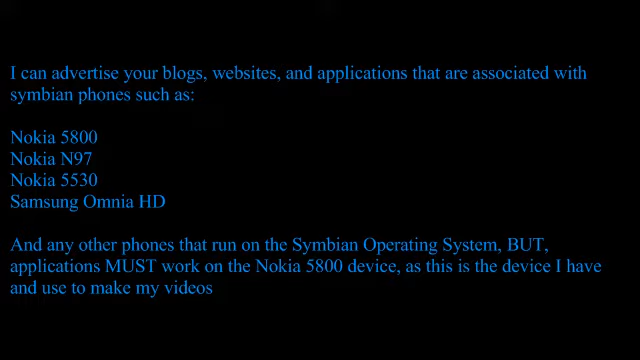 I can advertise your blogs, websites, and applications that are associated with
symbian phones such as:
Nokia 5800
Nokia N97
Nokia 5530
Samsung Omnia HD
And any other phones that run on the Symbian Operating System, BUT,
applications MUST work on the Nokia 5800 device, as this is the device I have
and use to make my videos